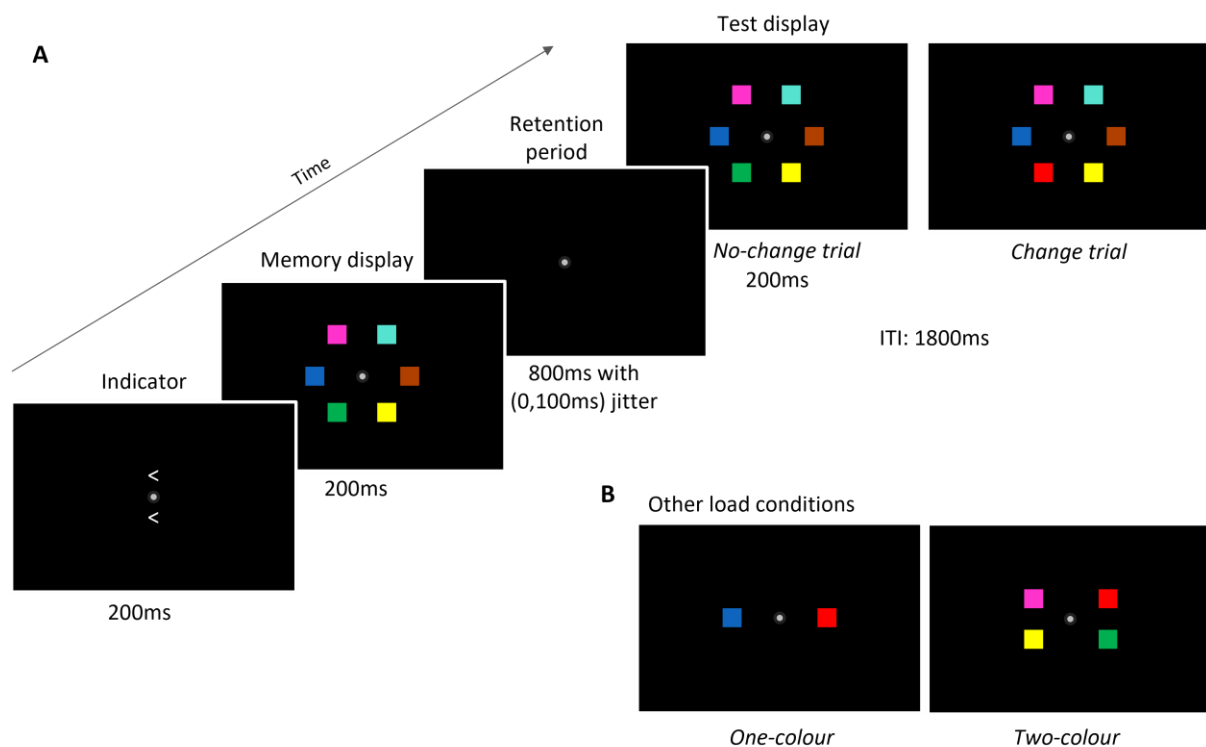 A
Time
Indicator
<
<
200ms
Memory display
200ms
Retention
period
800ms with
(0,100ms) jitter
Test display
No-change trial
200ms
Change trial
ITI: 1800ms
B
Other load conditions
One-colour
Two-colour